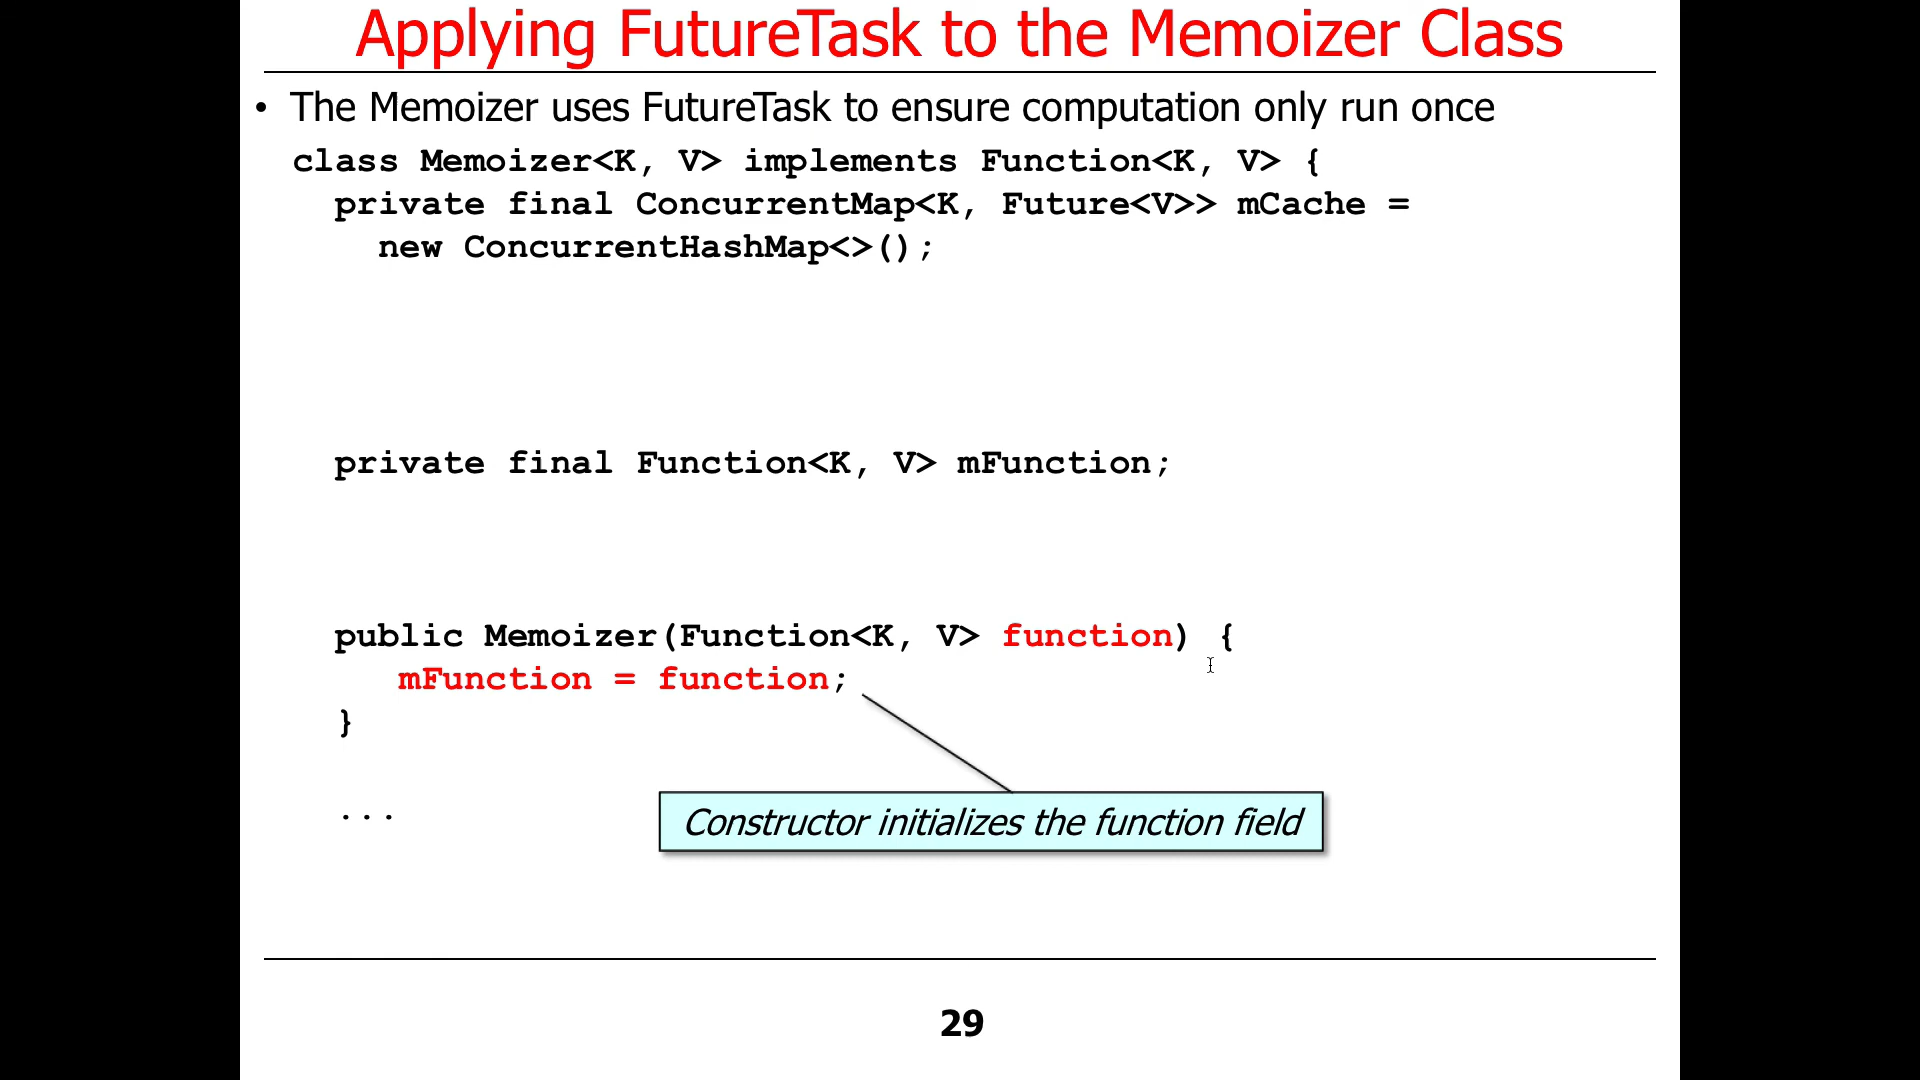 Applying FutureTask to the Memoizer Class
• The Memoizer uses FutureTask to ensure computation only run once
class Memoizer<K, V> implements Function<K, V> {
private final ConcurrentMap<K, Future<V>> mCache =
new ConcurrentHashMap<>();
private final Function<K, V> mFunction;
public Memoizer(Function<K, V> function) {
mFunction = function;
}
...
Constructor initializes the function field
29